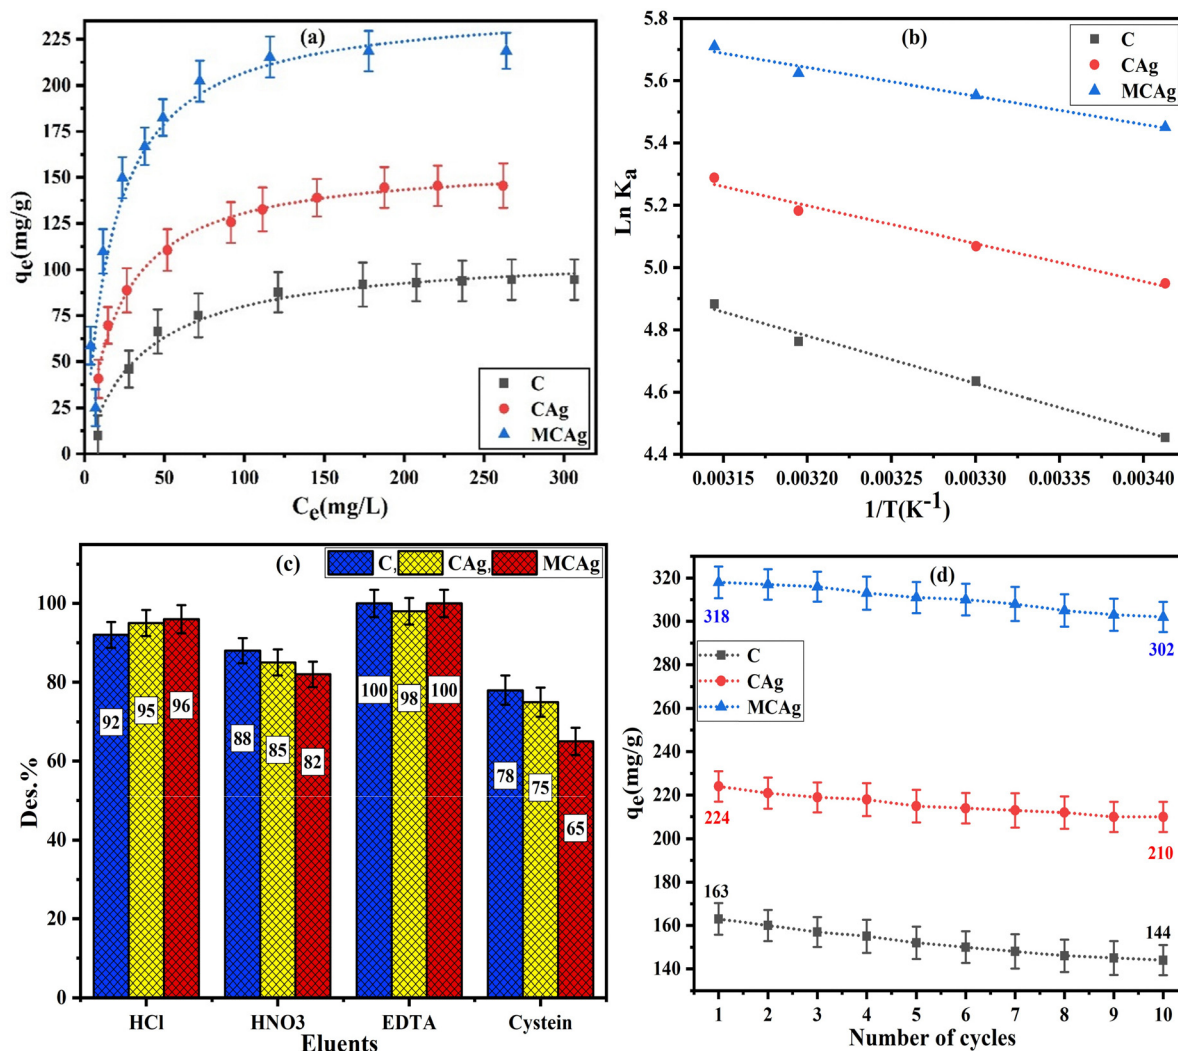 (a)
225
200
175
150
125
100
75
50
25
0
qe(mg/g)
C
CAg
MCAg
0 50 100 150 200 250 300
Ce(mg/L)
(b)
5.8
5.6
5.4
5.2
5.0
4.8
4.6
4.4
Ln Ka
C
CAg
MCAg
0.00315 0.00320 0.00325 0.00330 0.00335 0.00340
1/T(K-1)
(c)
C, CAg, MCAg
100
80
60
40
20
0
Des.%
92 95 96
88 85 82
100 98 100
78 75 65
HCl HNO3 EDTA Cystein
Eluents
(d)
320
300
280
260
240
220
200
180
160
140
qe(mg/g)
318
302
C
CAg
MCAg
224
210
163
144
1 2 3 4 5 6 7 8 9 10
Number of cycles